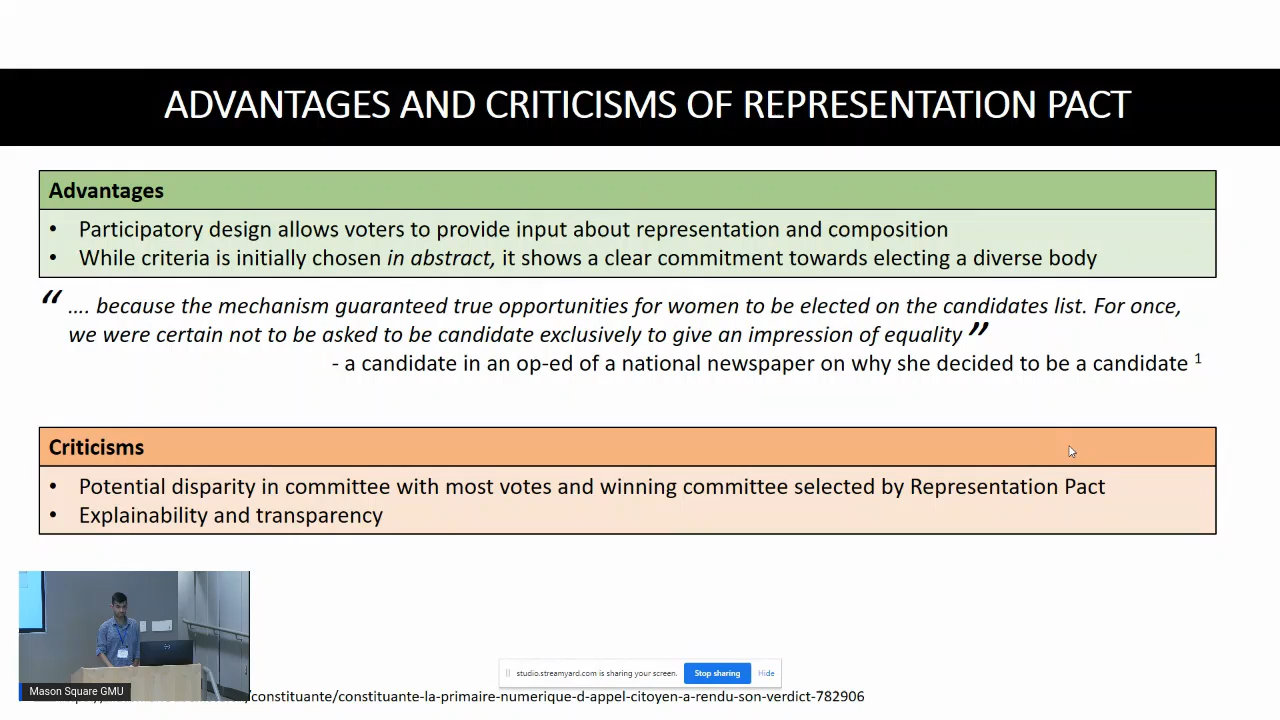 ADVANTAGES AND CRITICISMS OF REPRESENTATION PACT
Advantages
• Participatory design allows voters to provide input about representation and composition
• While criteria is initially chosen in abstract, it shows a clear commitment towards electing a diverse body
“ .... because the mechanism guaranteed true opportunities for women to be elected on the candidates list. For once,
we were certain not to be asked to be candidate exclusively to give an impression of equality ”
- a candidate in an op-ed of a national newspaper on why she decided to be a candidate 1
Criticisms
• Potential disparity in committee with most votes and winning committee selected by Representation Pact
• Explainability and transparency
studio.streamyard.com is sharing your screen.
Stop sharing
Hide
Mason Square GMU
/constituante/constituante-la-primaire-numerique-d-appel-citoyen-a-rendu-son-verdict-782906